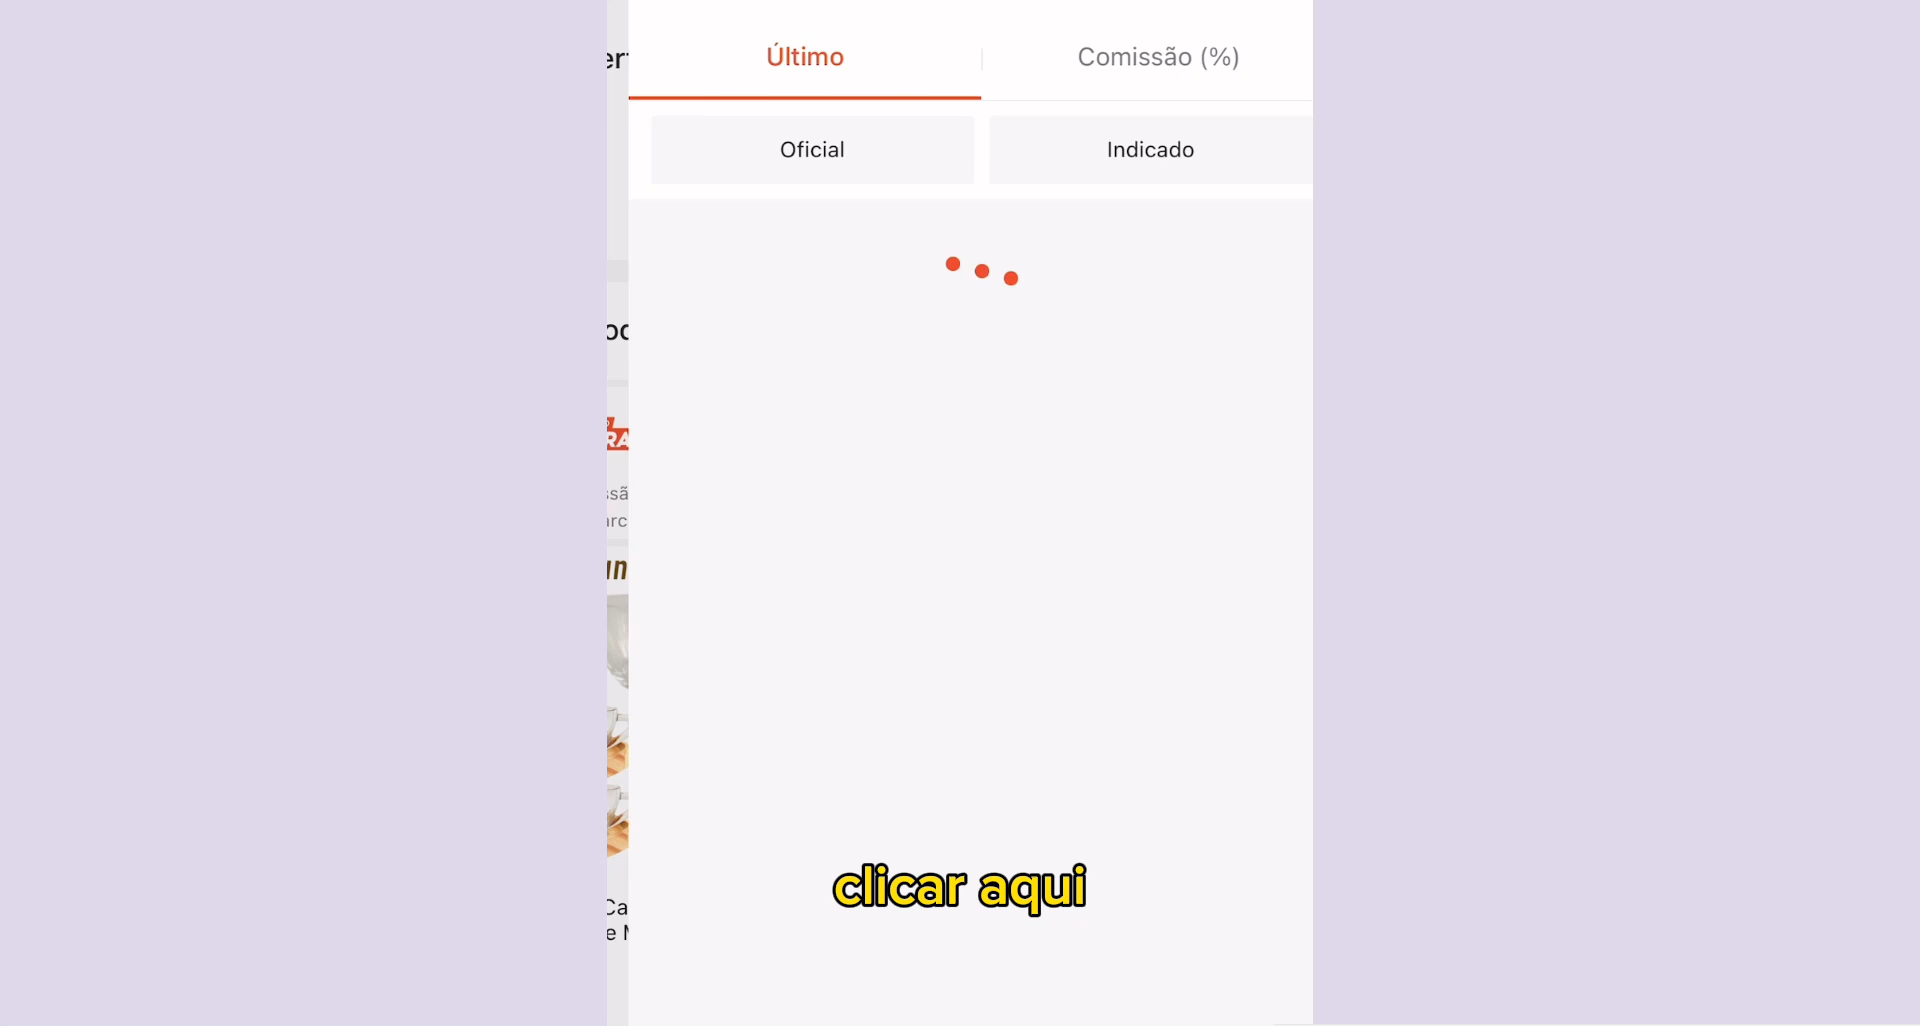 Último
Comissão (%)
Oficial
Indicado
clicar aqui